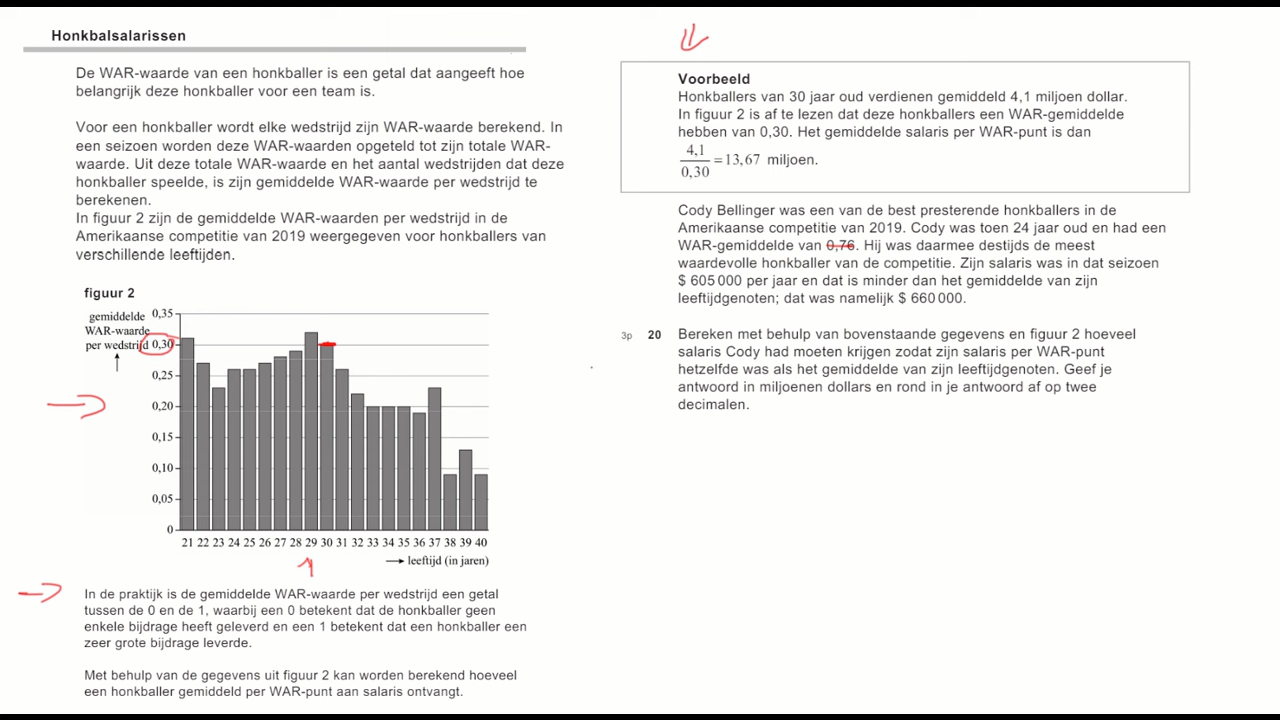 Honkbalsalarissen
De WAR-waarde van een honkballer is een getal dat aangeeft hoe
belangrijk deze honkballer voor een team is.
Voor een honkballer wordt elke wedstrijd zijn WAR-waarde berekend. In
een seizoen worden deze WAR-waarden opgeteld tot zijn totale WAR-
waarde. Uit deze totale WAR-waarde en het aantal wedstrijden dat deze
honkballer speelde, is zijn gemiddelde WAR-waarde per wedstrijd te
berekenen.
In figuur 2 zijn de gemiddelde WAR-waarden per wedstrijd in de
Amerikaanse competitie van 2019 weergegeven voor honkballers van
verschillende leeftijden.
figuur 2
gemiddelde
WAR-waarde
per wedstrijd
0,35
0,30
0,25
0,20
0,15
0,10
0,05
0
21 22 23 24 25 26 27 28 29 30 31 32 33 34 35 36 37 38 39 40
leeftijd (in jaren)
In de praktijk is de gemiddelde WAR-waarde per wedstrijd een getal
tussen de 0 en de 1, waarbij een 0 betekent dat de honkballer geen
enkele bijdrage heeft geleverd en een 1 betekent dat een honkballer een
zeer grote bijdrage leverde.
Met behulp van de gegevens uit figuur 2 kan worden berekend hoeveel
een honkballer gemiddeld per WAR-punt aan salaris ontvangt.
Voorbeeld
Honkballers van 30 jaar oud verdienen gemiddeld 4,1 miljoen dollar.
In figuur 2 is af te lezen dat deze honkballers een WAR-gemiddelde
hebben van 0,30. Het gemiddelde salaris per WAR-punt is dan
4,1
0,30
=13,67 miljoen.
Cody Bellinger was een van de best presterende honkballers in de
Amerikaanse competitie van 2019. Cody was toen 24 jaar oud en had een
WAR-gemiddelde van 0,76. Hij was daarmee destijds de meest
waardevolle honkballer van de competitie. Zijn salaris was in dat seizoen
$ 605 000 per jaar en dat is minder dan het gemiddelde van zijn
leeftijdgenoten; dat was namelijk $ 660 000.
3p 20 Bereken met behulp van bovenstaande gegevens en figuur 2 hoeveel
salaris Cody had moeten krijgen zodat zijn salaris per WAR-punt
hetzelfde was als het gemiddelde van zijn leeftijdgenoten. Geef je
antwoord in miljoenen dollars en rond in je antwoord af op twee
decimalen.